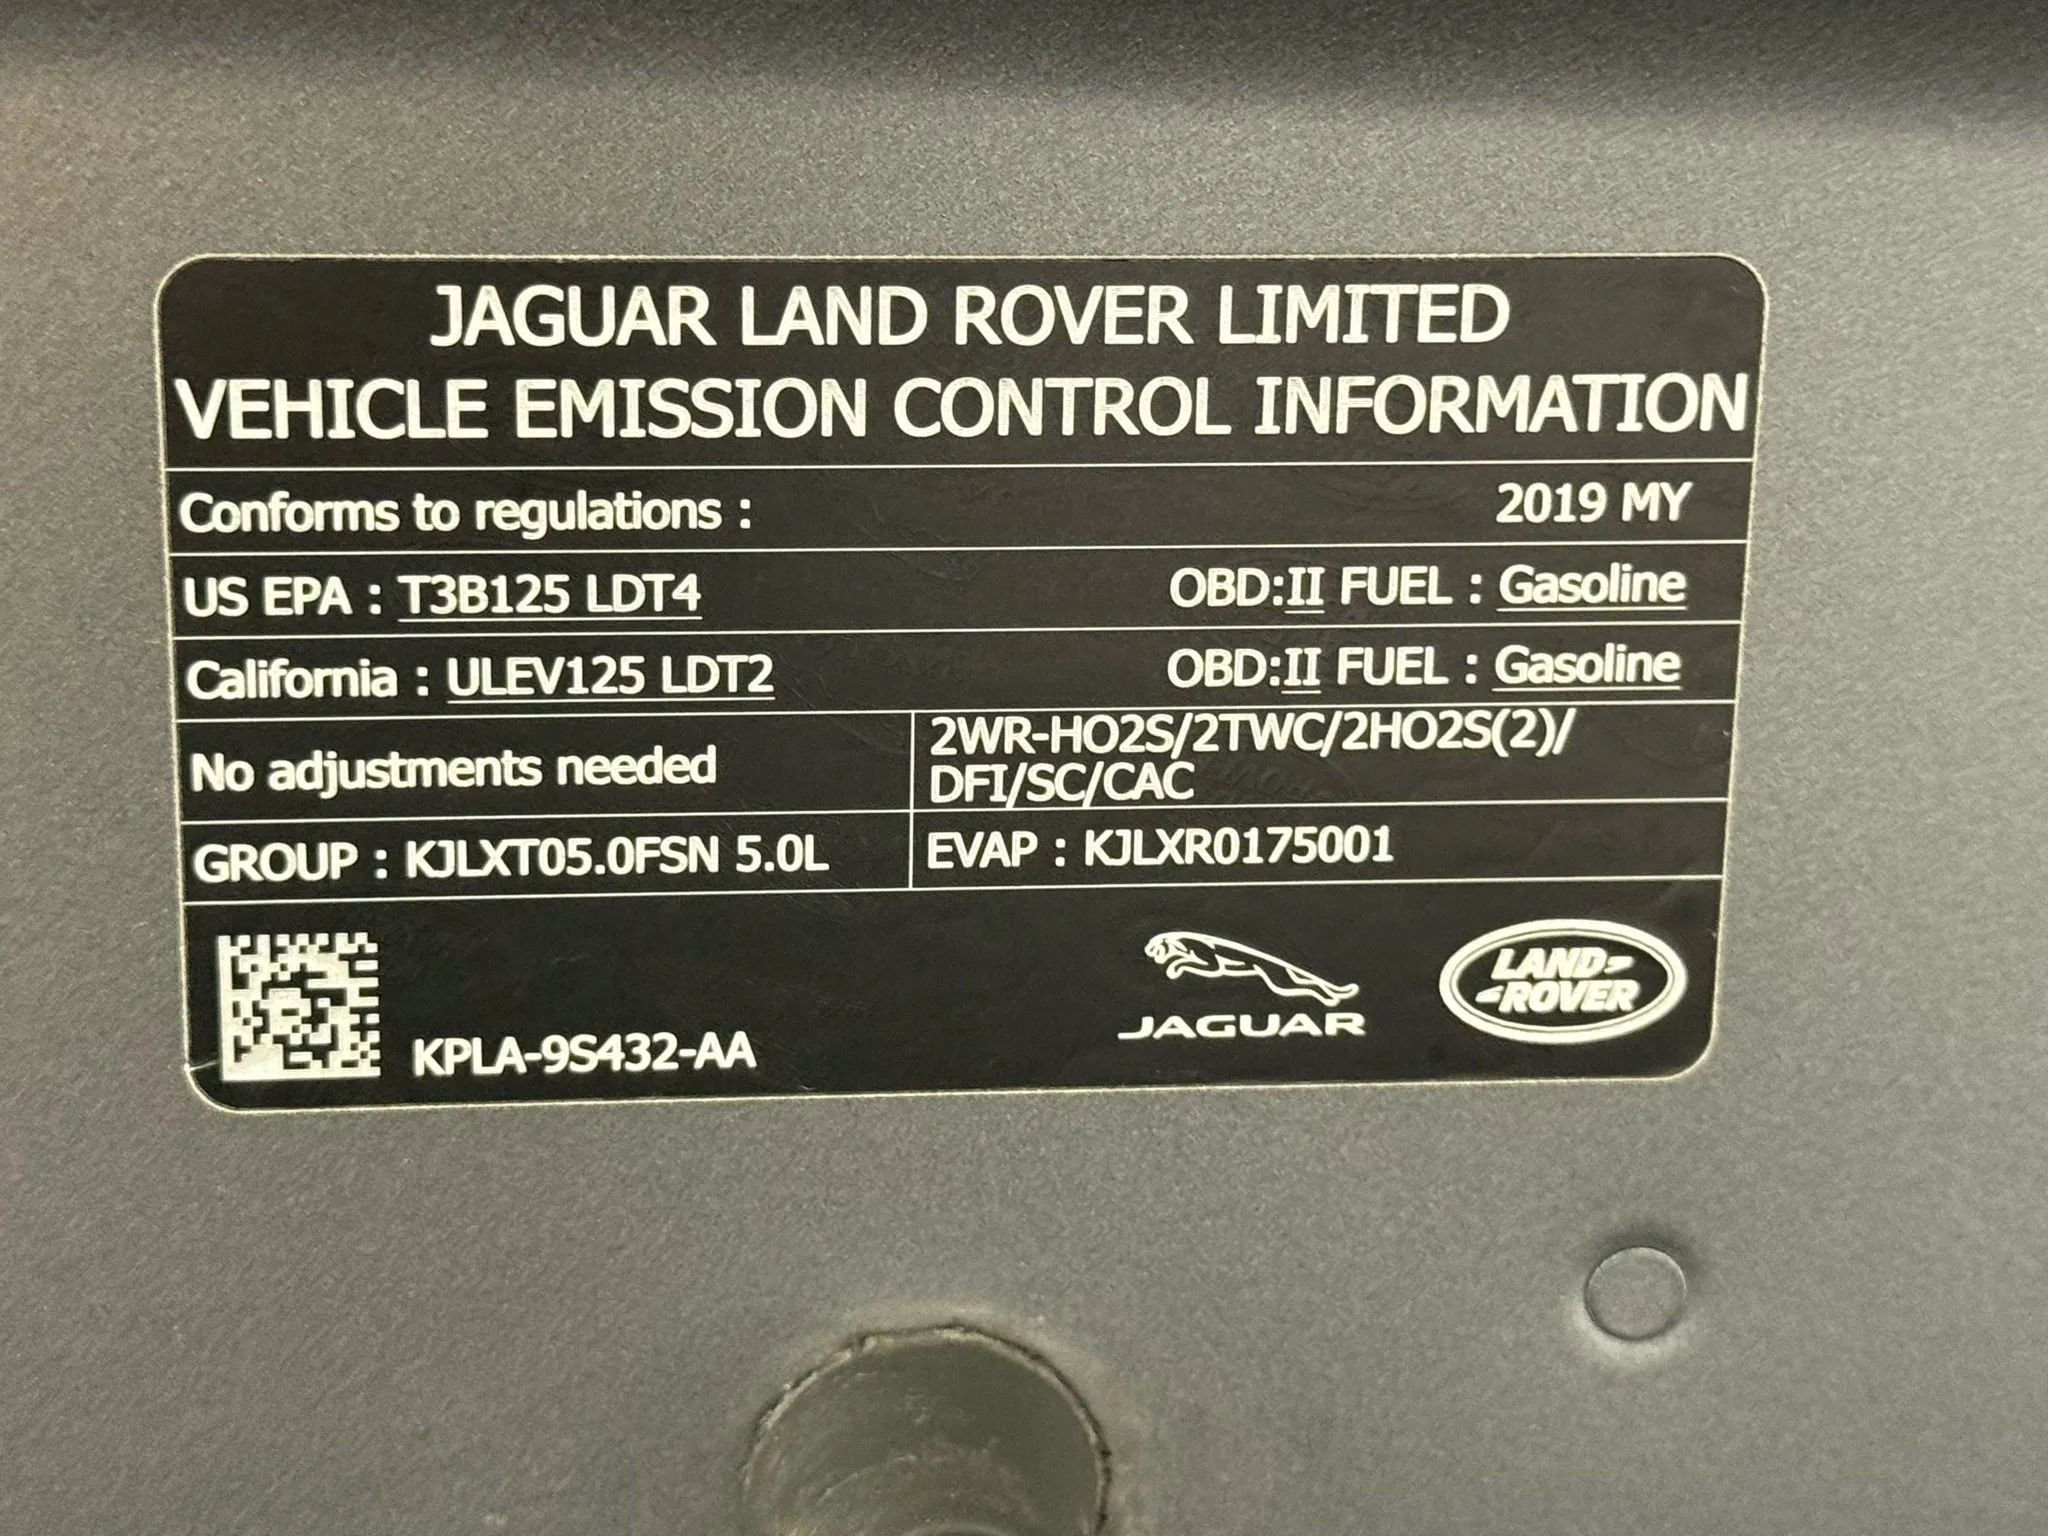 JAGUAR LAND ROVER LIMITED
VEHICLE EMISSION CONTROL INFORMATION
Conforms to regulations : 2019 MY
US EPA : T3B125 LDT4 OBD:II FUEL : Gasoline
California : ULEV125 LDT2 OBD:II FUEL : Gasoline
No adjustments needed
2WR-HO2S/2TWC/2HO2S(2)/
DFI/SC/CAC
GROUP : KJLXT05.0FSN 5.0L
EVAP : KJLXR0175001
KPLA-9S432-AA
JAGUAR
LAND
ROVER